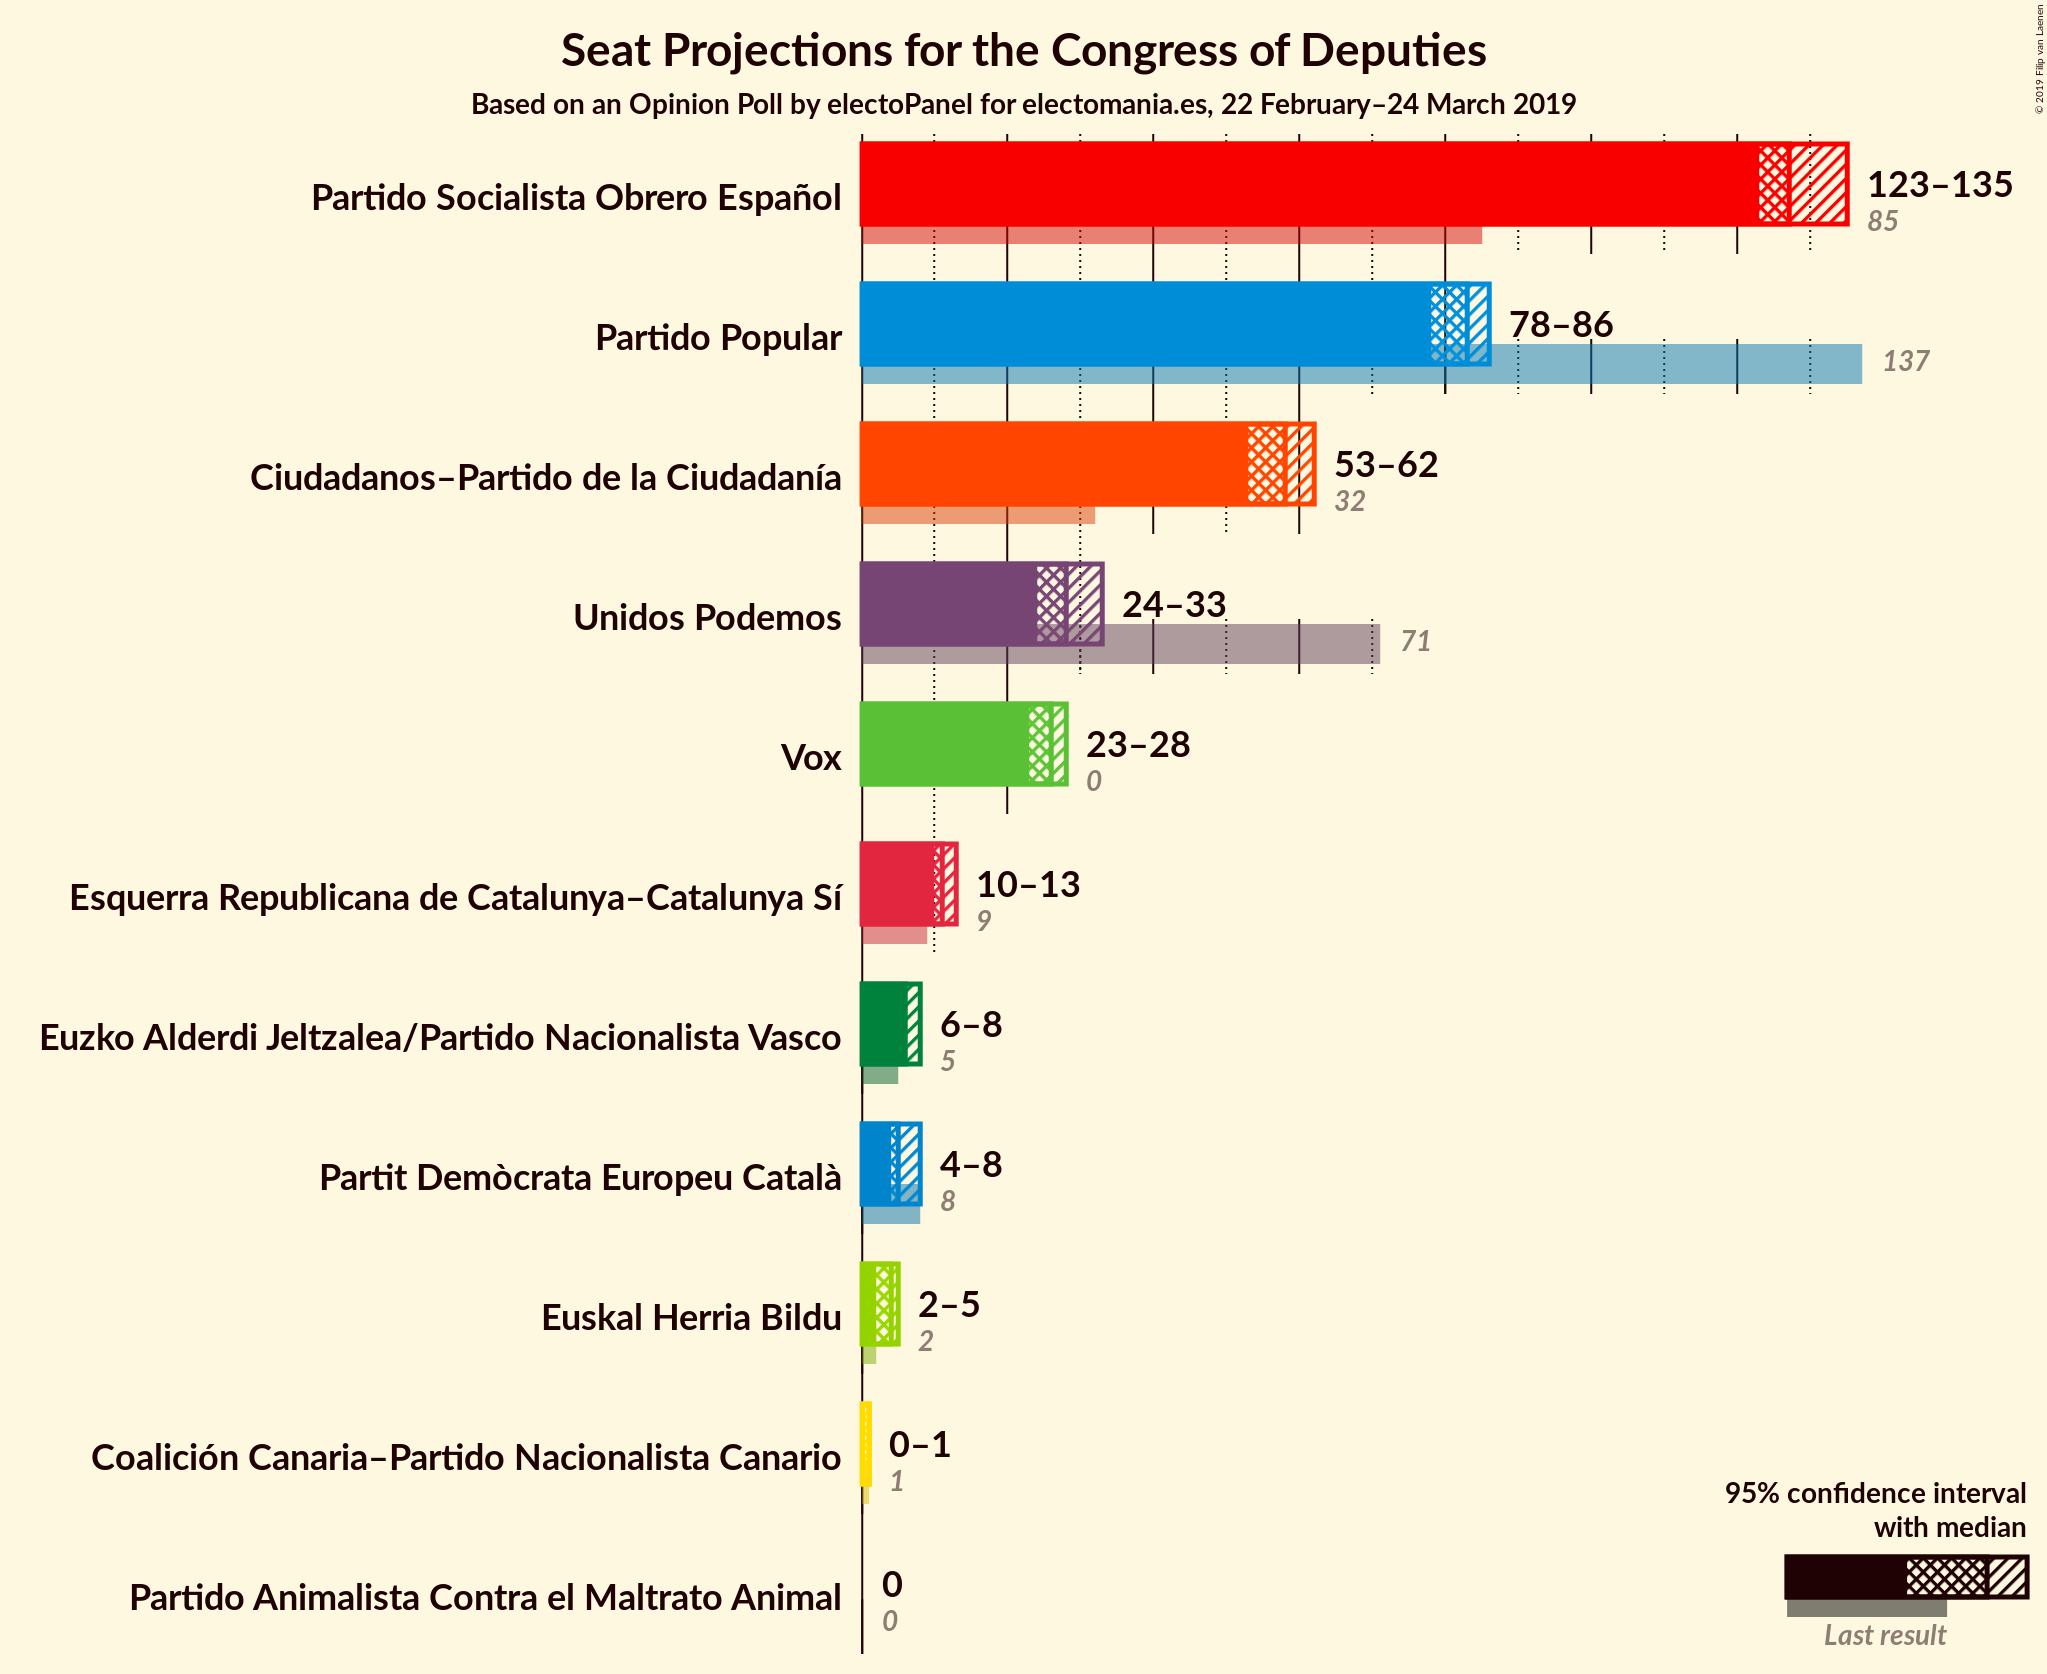 Seat Projections for the Congress of Deputies
Based on an Opinion Poll by electoPanel for electomania.es, 22 February–24 March 2019
© 2019 Filip van Laenen
Partido Socialista Obrero Español
123–135
85
Partido Popular
78–86
137
Ciudadanos–Partido de la Ciudadanía
53–62
32
Unidos Podemos
24–33
71
Vox
23–28
0
Esquerra Republicana de Catalunya–Catalunya Sí
10–13
9
Euzko Alderdi Jeltzalea/Partido Nacionalista Vasco
6–8
5
Partit Demòcrata Europeu Català
4–8
8
Euskal Herria Bildu
2–5
2
Coalición Canaria–Partido Nacionalista Canario
0–1
1
Partido Animalista Contra el Maltrato Animal
0
0
95% confidence interval
with median
Last result